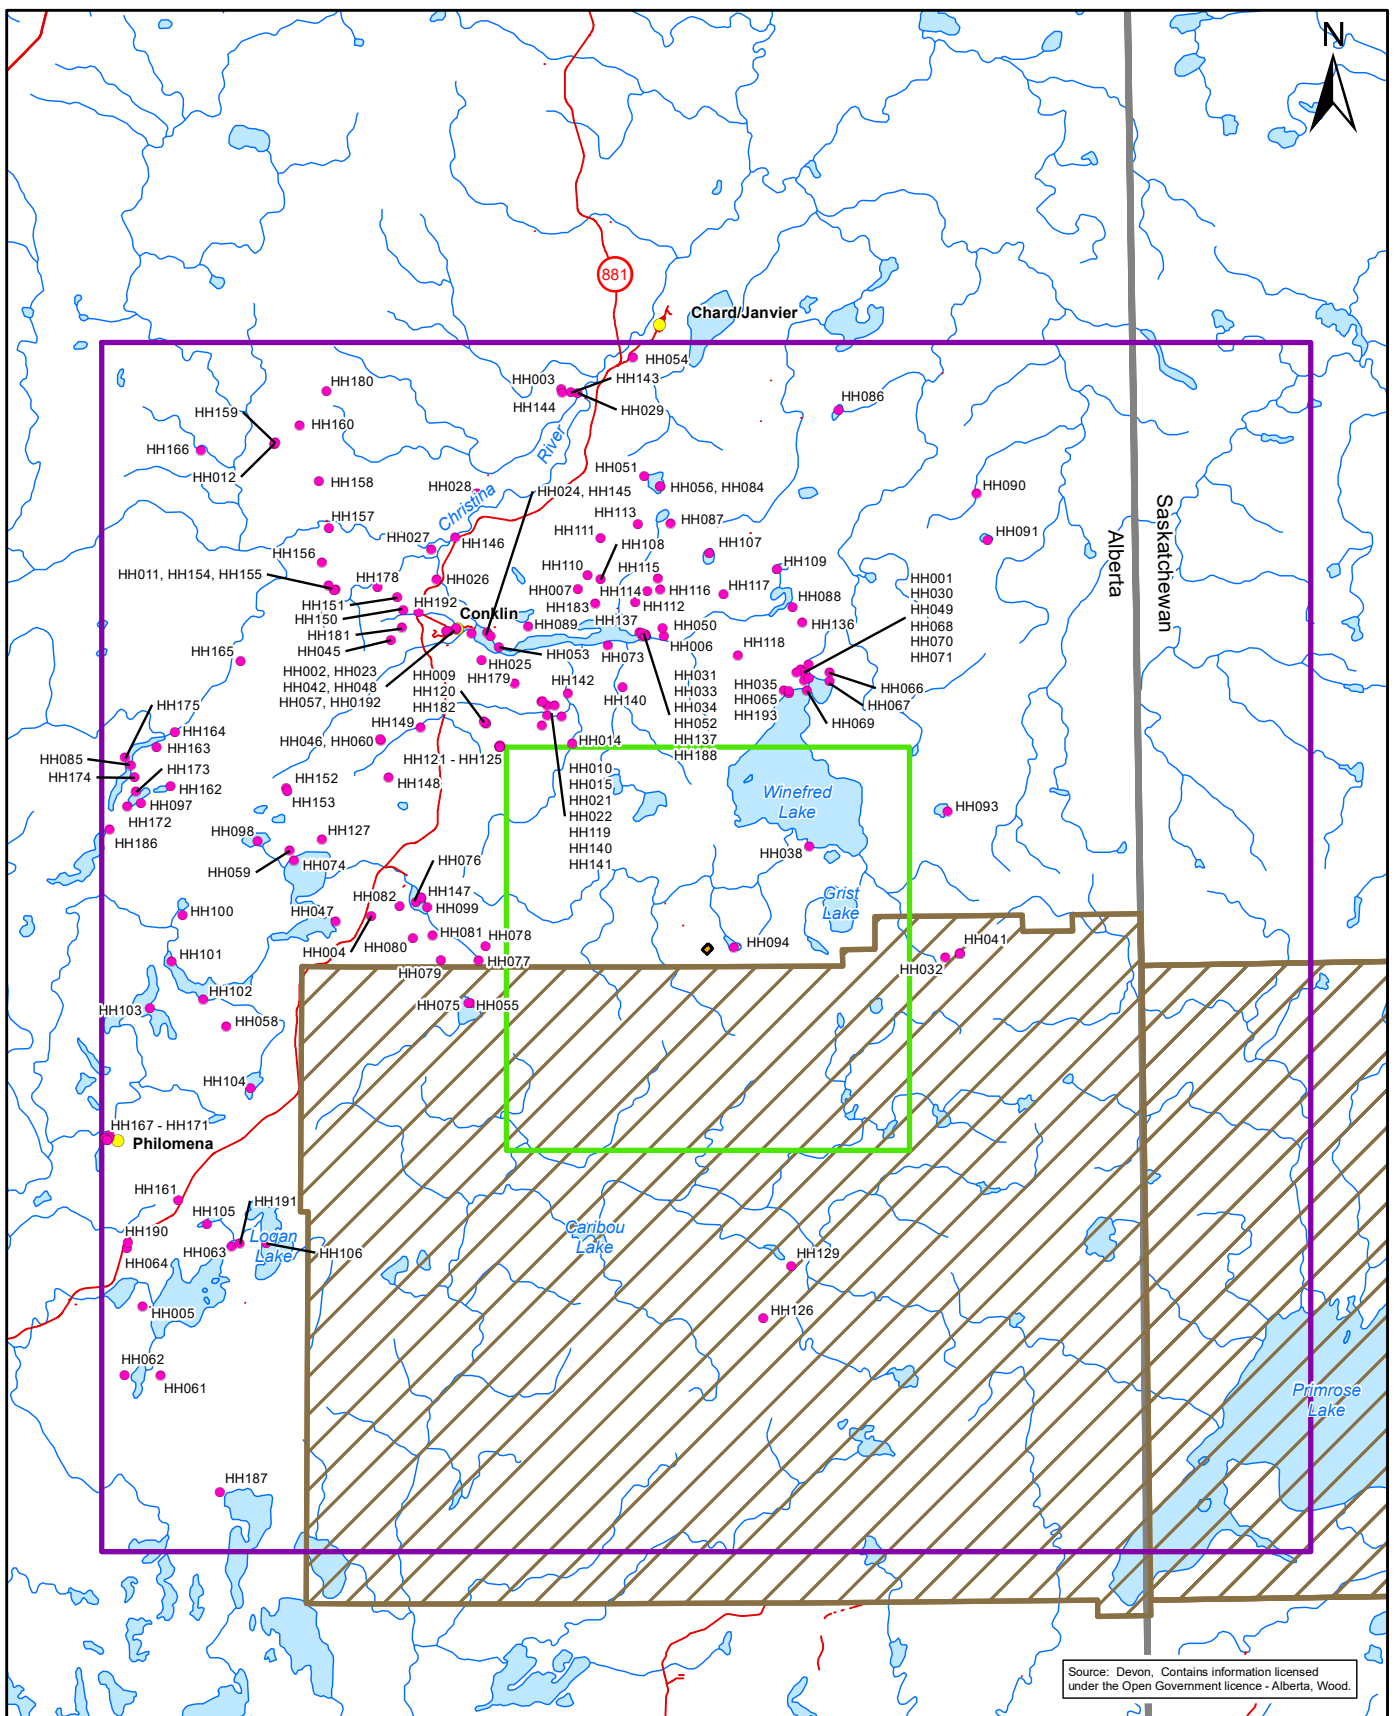 N
881
Chard/Janvier
HH054
HH180
HH003
HH143
HH144
HH029
HH086
HH159
HH160
HH166
HH012
River
HH051
HH158
HH028
HH024, HH145
HH056, HH084
HH090
Christina
HH157
HH113
HH087
HH091
HH027
HH146
HH111
HH108
HH107
Alberta
Saskatchewan
HH156
HH011, HH154, HH155
HH178
HH026
HH110
HH115
HH109
HH007
HH114
HH116
HH117
HH001
HH030
HH049
HH068
HH070
HH071
HH151
HH192
HH183
HH112
HH088
HH150
Conklin
HH137
HH136
HH181
HH089
HH050
HH045
HH006
HH053
HH073
HH118
HH165
HH025
HH002, HH023
HH042, HH048
HH057, HH0192
HH009
HH120
HH182
HH179
HH142
HH140
HH031
HH033
HH034
HH052
HH137
HH188
HH035
HH065
HH193
HH066
HH067
HH069
HH175
HH164
HH149
HH163
HH046, HH060
HH014
HH085
HH121 - HH125
HH174
HH173
HH162
HH152
HH148
HH153
HH097
HH010
HH015
HH021
HH022
HH119
HH140
HH141
Winefred
Lake
HH093
HH172
HH186
HH098
HH127
HH038
HH059
HH074
HH076
HH082
HH147
HH099
Grist
Lake
HH100
HH047
HH081
HH078
HH080
HH004
HH094
HH041
HH101
HH079
HH077
HH032
HH102
HH103
HH075
HH055
HH058
HH104
HH167 - HH171
Philomena
HH161
HH191
HH105
HH190
Logan
Lake
HH063
HH106
HH064
Caribou
Lake
HH129
HH005
HH126
HH062
HH061
Primrose
Lake
HH187
Source: Devon, Contains information licensed
under the Open Government licence - Alberta, Wood.